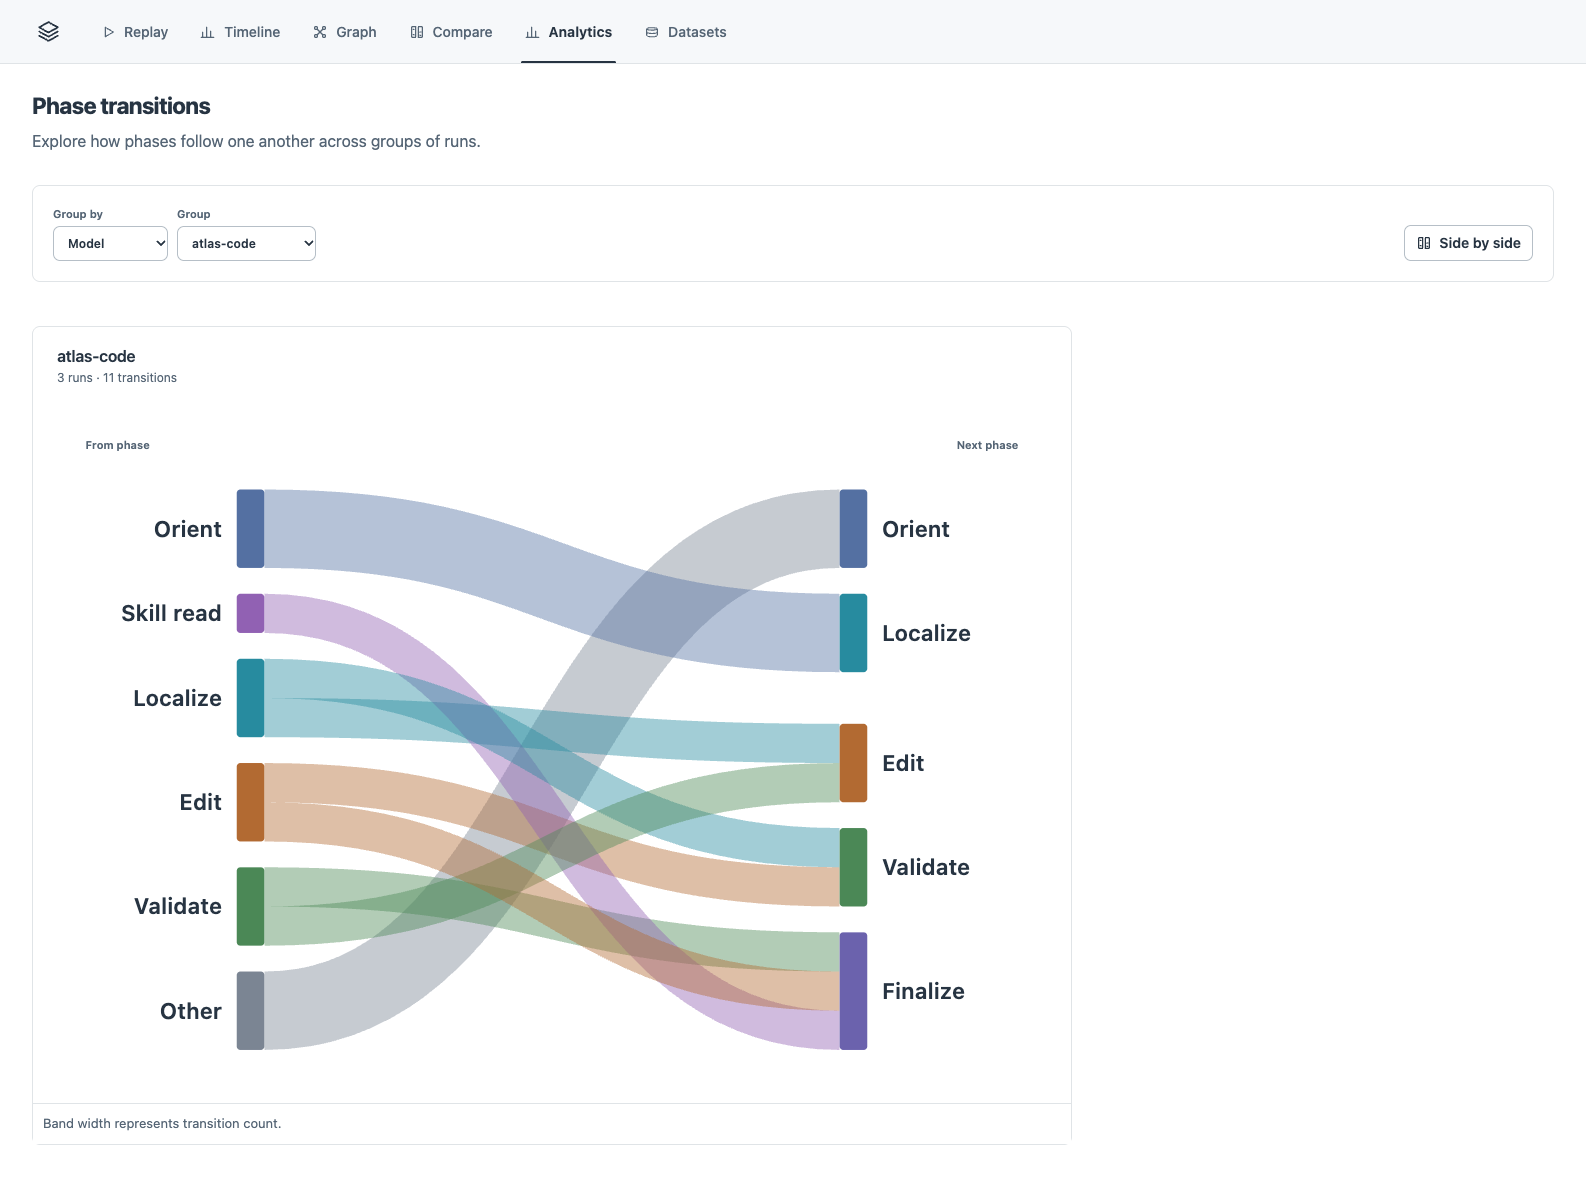 Replay
Timeline
Graph
Compare
Analytics
Datasets
Phase transitions
Explore how phases follow one another across groups of runs.
Group by
Group
Model
atlas-code
Side by side
atlas-code
3 runs · 11 transitions
From phase
Next phase
Orient
Skill read
Localize
Edit
Validate
Other
Orient
Localize
Edit
Validate
Finalize
Band width represents transition count.